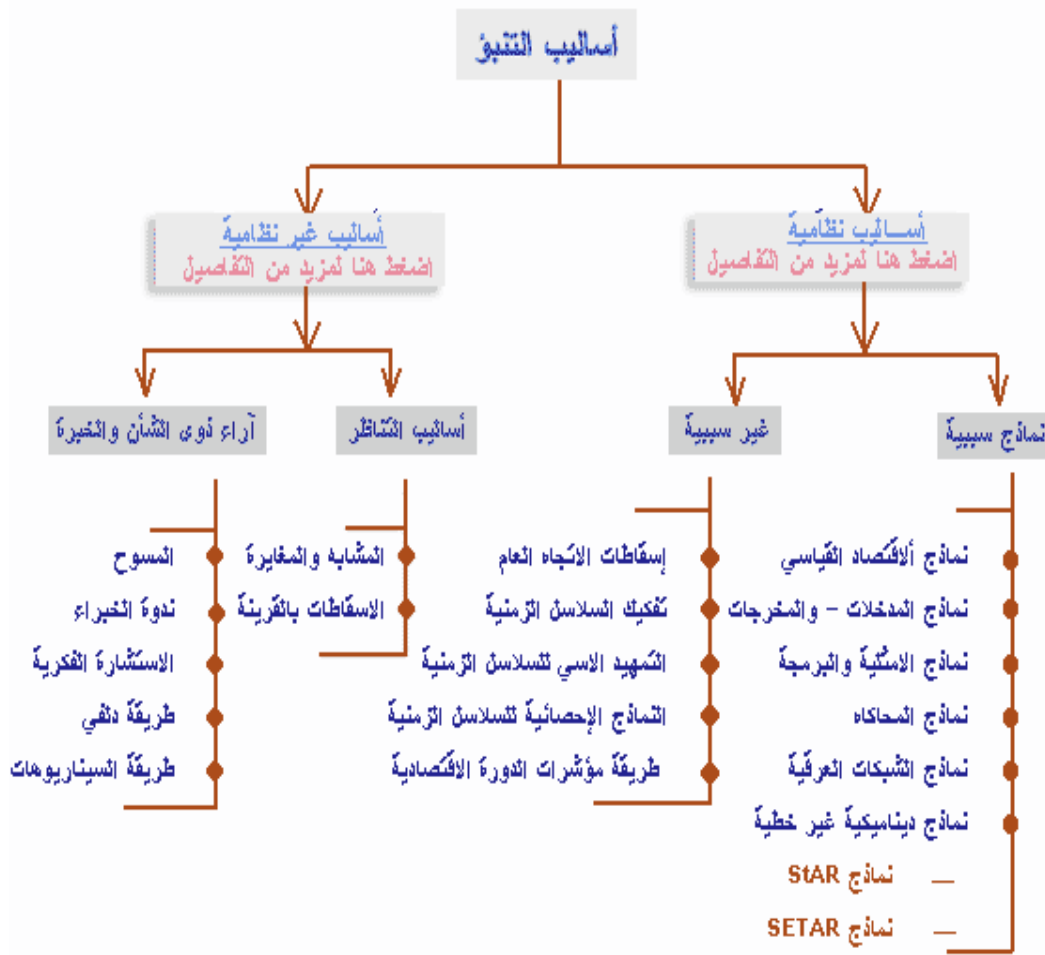 أساليب التنبؤ
أساليب نظامية
اضغط هنا لمزيد من التفاصيل
أساليب غير نظامية
اضغط هنا لمزيد من التفاصيل
نماذج سببية
نماذج ألاقتصاد القياسي
نماذج المدخلات – والمخرجات
نماذج الامثلية والبرمجة
نماذج المحاكاه
نماذج الشبكات العرقية
نماذج ديناميكية غير خطية
— نماذج StAR
— نماذج SETAR
غير سببية
إسقاطات الاتجاه العام
تفكيك السلاسل الزمنية
التمهيد الاسي للسلاسل الزمنية
النماذج الإحصائية للسلاسل الزمنية
طريقة مؤشرات الدورة الاقتصادية
أساليب التناظر
المشابه والمغايرة
الاسقاطات بالقرينة
آراء ذوى الشأن والخبرة
المسوح
ندوة الخبراء
الاستشارة الفكرية
طريقة دلفي
طريقة السيناريوهات